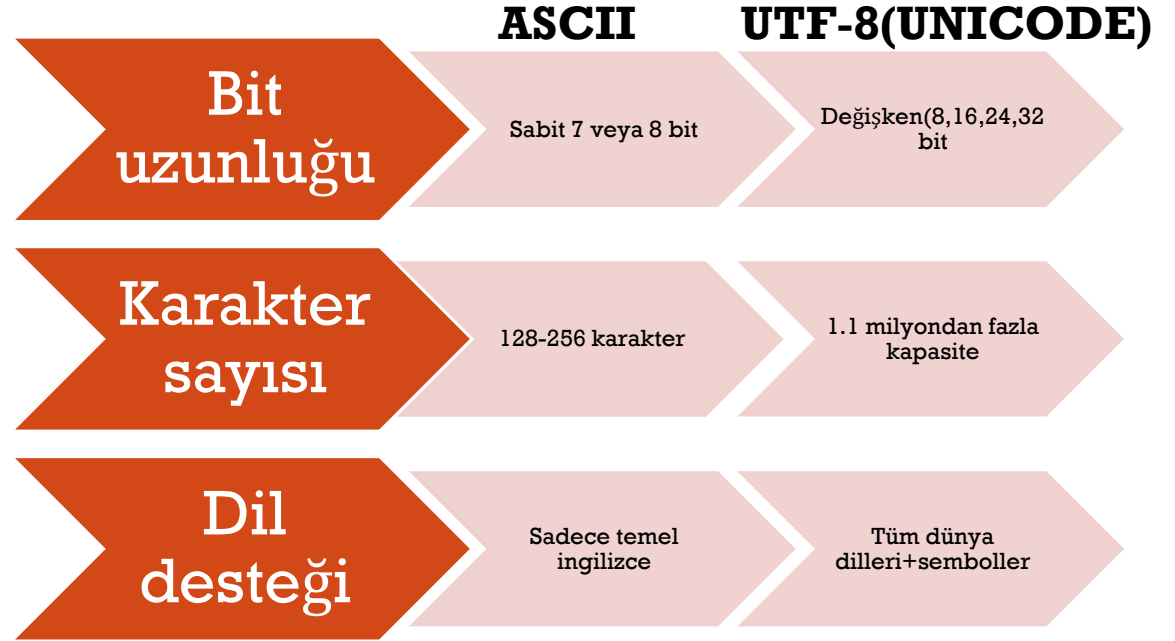 ASCII
UTF-8(UNICODE)
Bit
uzunluğu
Sabit 7 veya 8 bit
Değişken(8,16,24,32
bit
Karakter
sayısı
128-256 karakter
1.1 milyondan fazla
kapasite
Dil
desteği
Sadece temel
ingilizce
Tüm dünya
dilleri+semboller